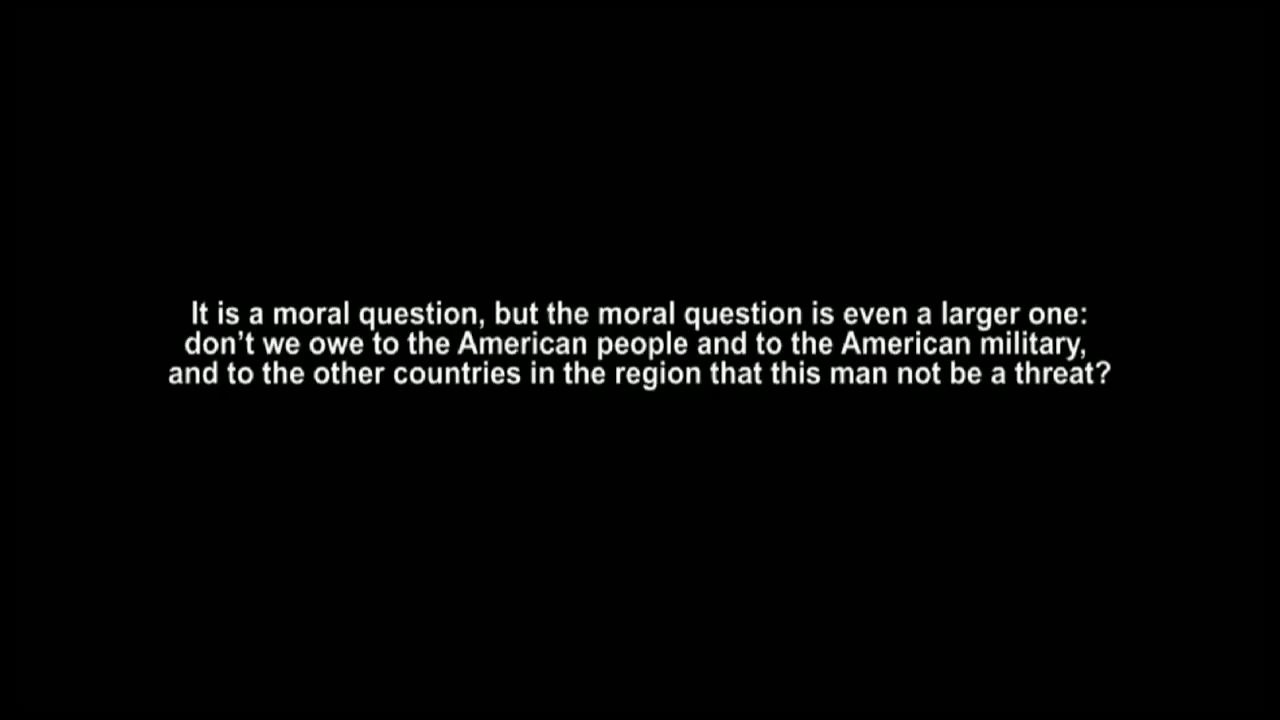 It is a moral question, but the moral question is even a larger one:
don’t we owe to the American people and to the American military,
and to the other countries in the region that this man not be a threat?